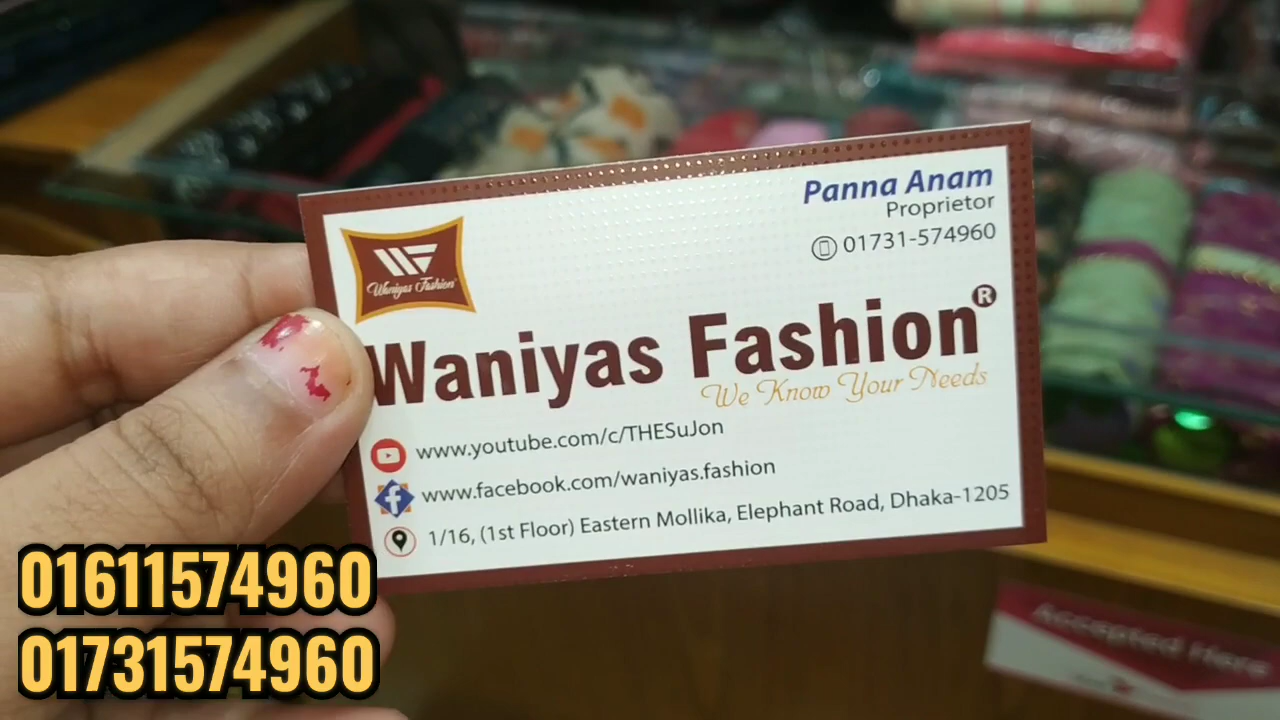 Panna Anam
Proprietor
01731-574960
WF
Waniyas Fashion
Waniyas Fashion®
We Know Your Needs
www.youtube.com/c/THESuJon
www.facebook.com/waniyas.fashion
1/16, (1st Floor) Eastern Mollika, Elephant Road, Dhaka-1205
01611574960
01731574960
Accepted Here